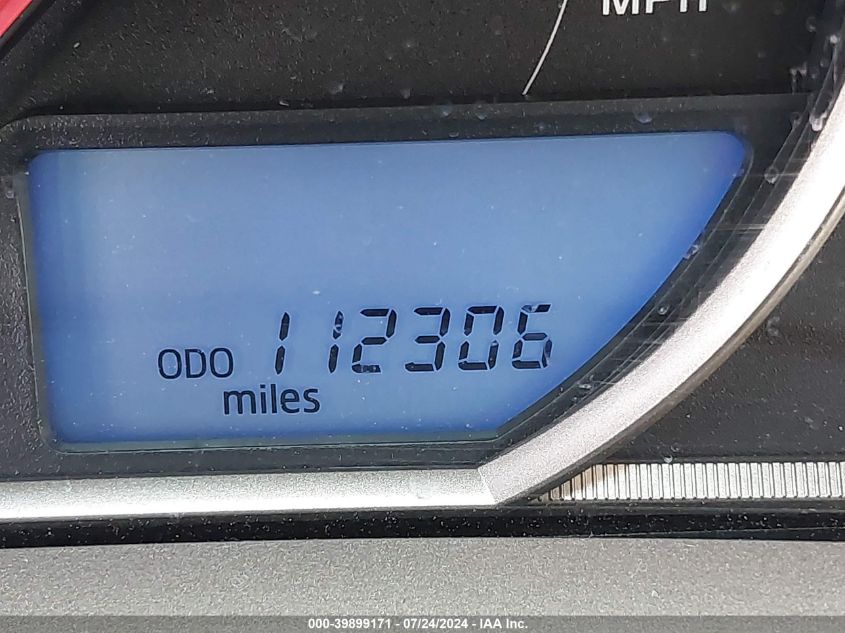 MPH
ODO 112306
miles
000-39899171 - 07/24/2024 - IAA Inc.